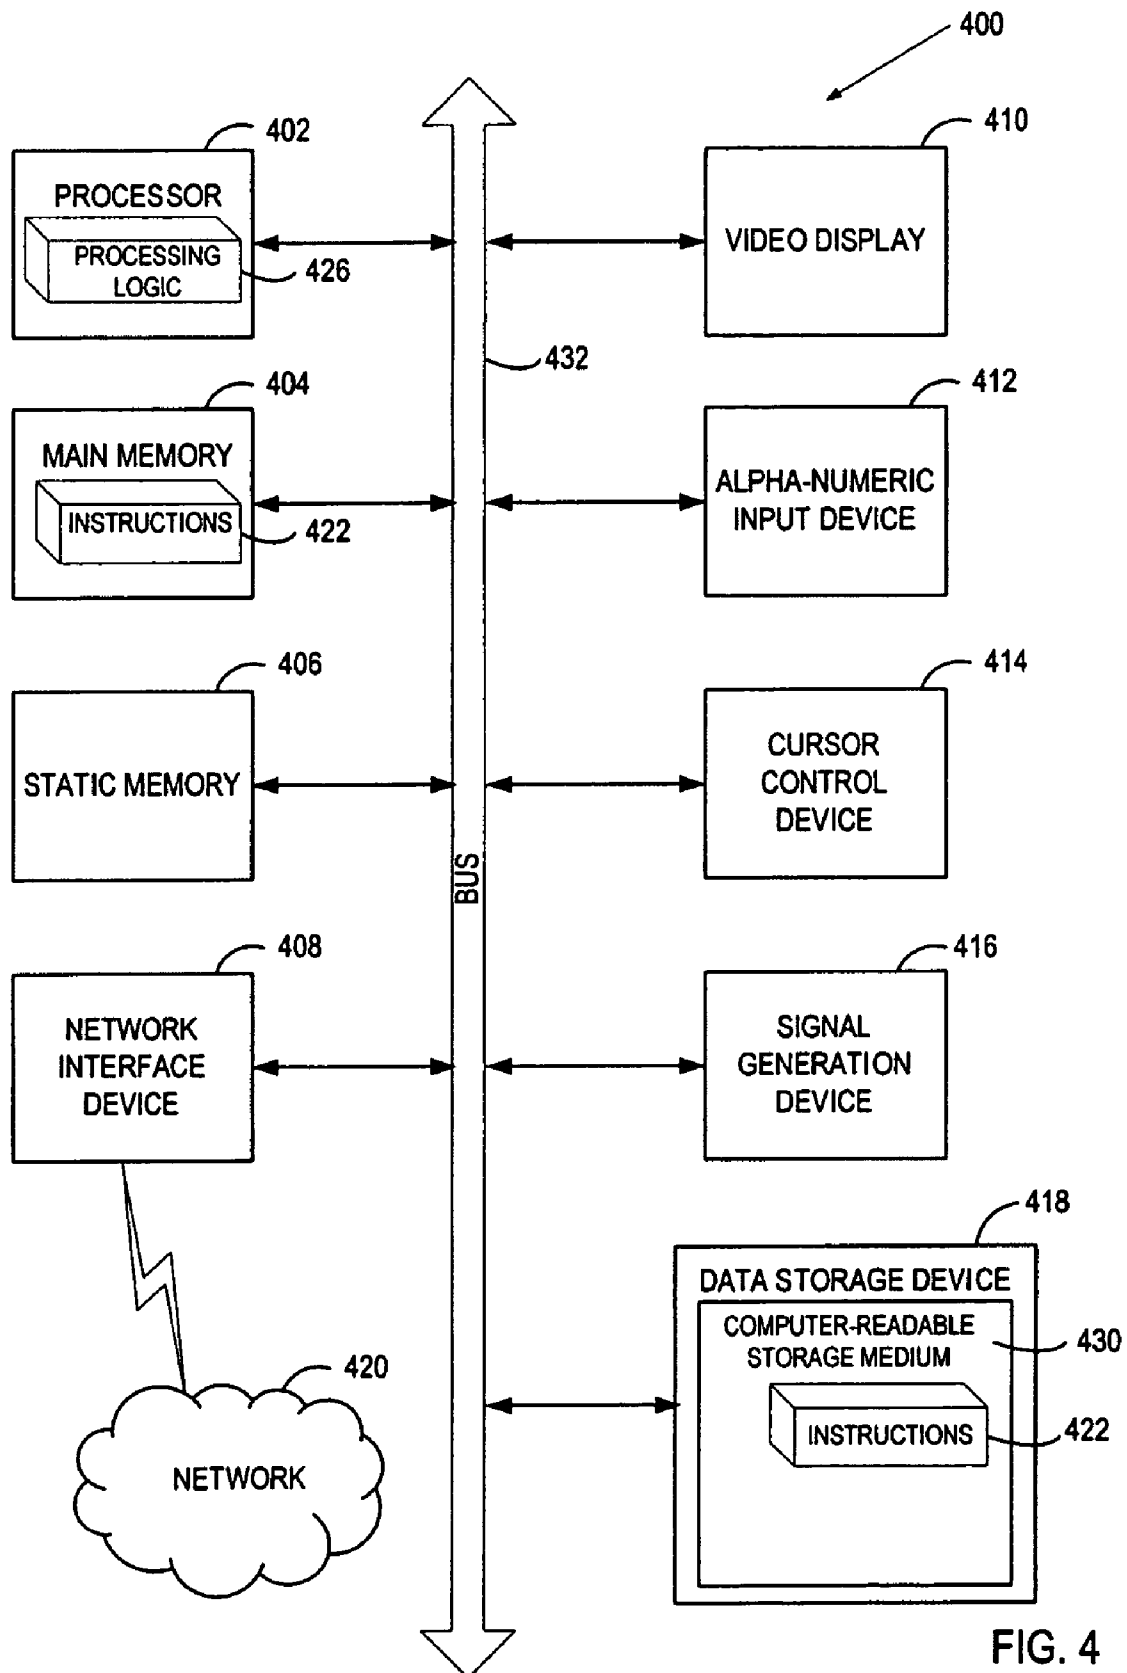 400
402
PROCESSOR
PROCESSING
LOGIC
426
410
VIDEO DISPLAY
432
404
MAIN MEMORY
INSTRUCTIONS
422
412
ALPHA-NUMERIC
INPUT DEVICE
406
STATIC MEMORY
414
CURSOR
CONTROL
DEVICE
BUS
408
NETWORK
INTERFACE
DEVICE
416
SIGNAL
GENERATION
DEVICE
420
NETWORK
418
DATA STORAGE DEVICE
COMPUTER-READABLE
STORAGE MEDIUM
430
INSTRUCTIONS
422
FIG. 4